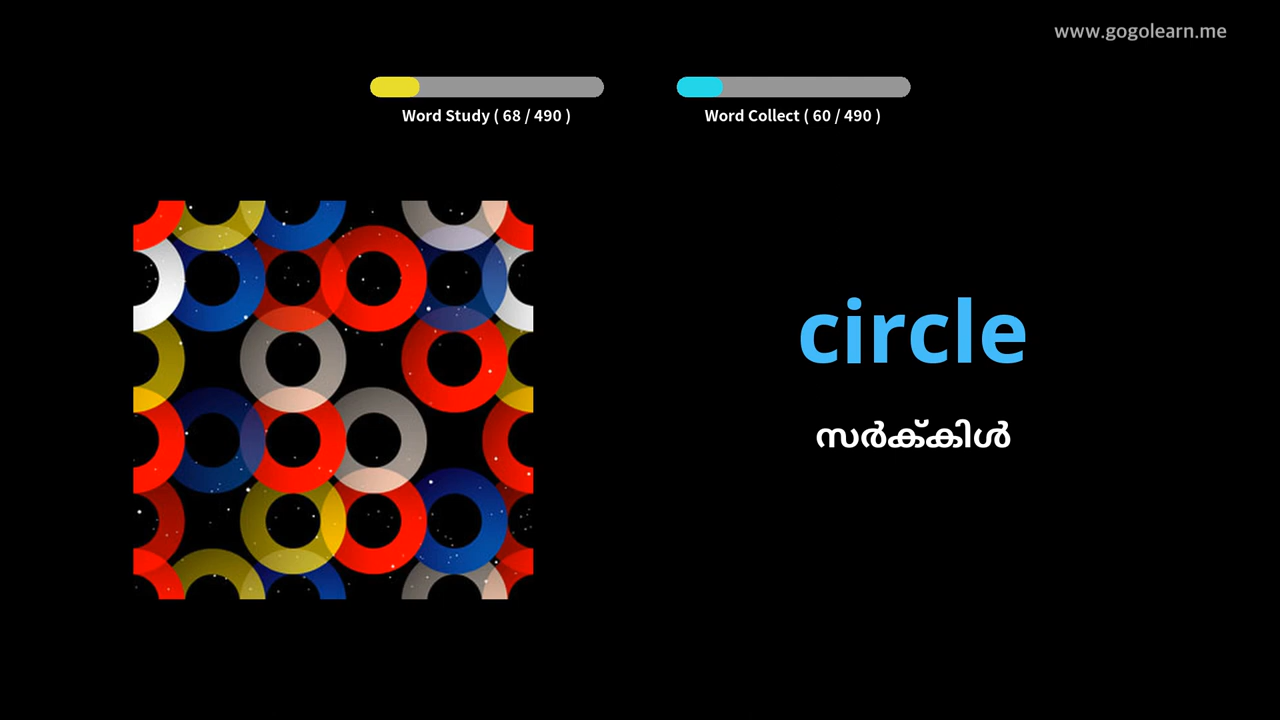 www.gogolearn.me
Word Study ( 68 / 490 )
Word Collect ( 60 / 490 )
circle
സർക്കിൾ